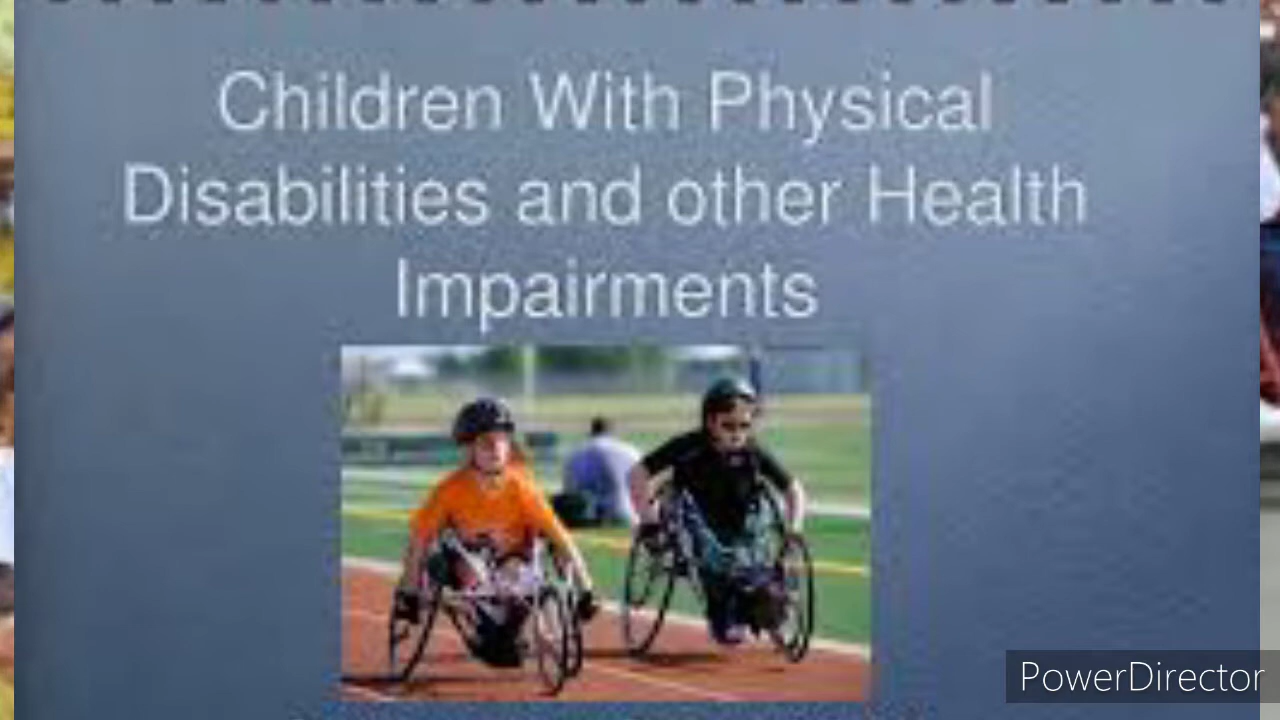 Children With Physical
Disabilities and other Health
Impairments
PowerDirector